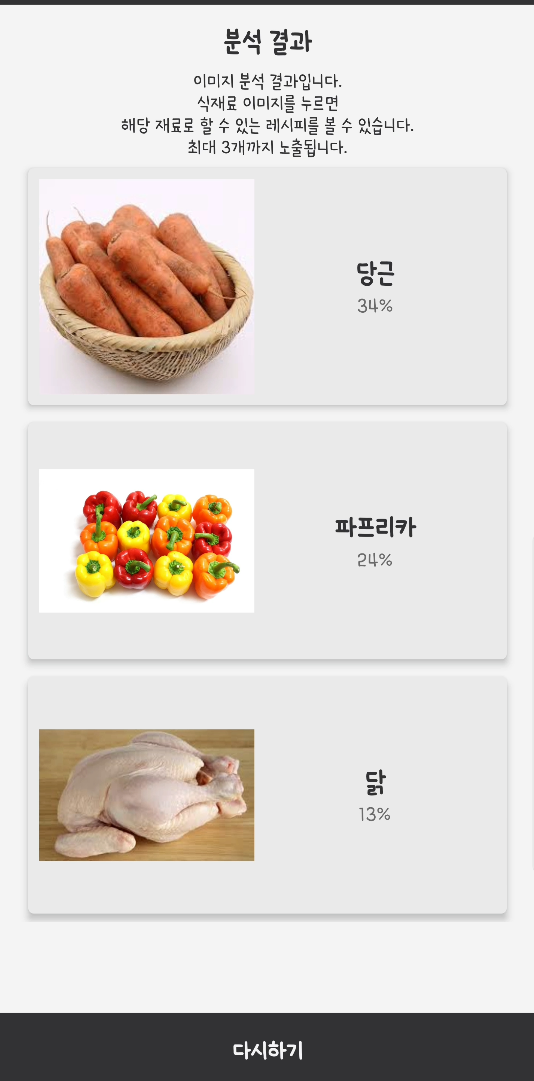 분석 결과
이미지 분석 결과입니다.
식재료 이미지를 누르면
해당 재료로 할 수 있는 레시피를 볼 수 있습니다.
최대 3개까지 노출됩니다.
당근
34%
파프리카
24%
닭
13%
다시하기